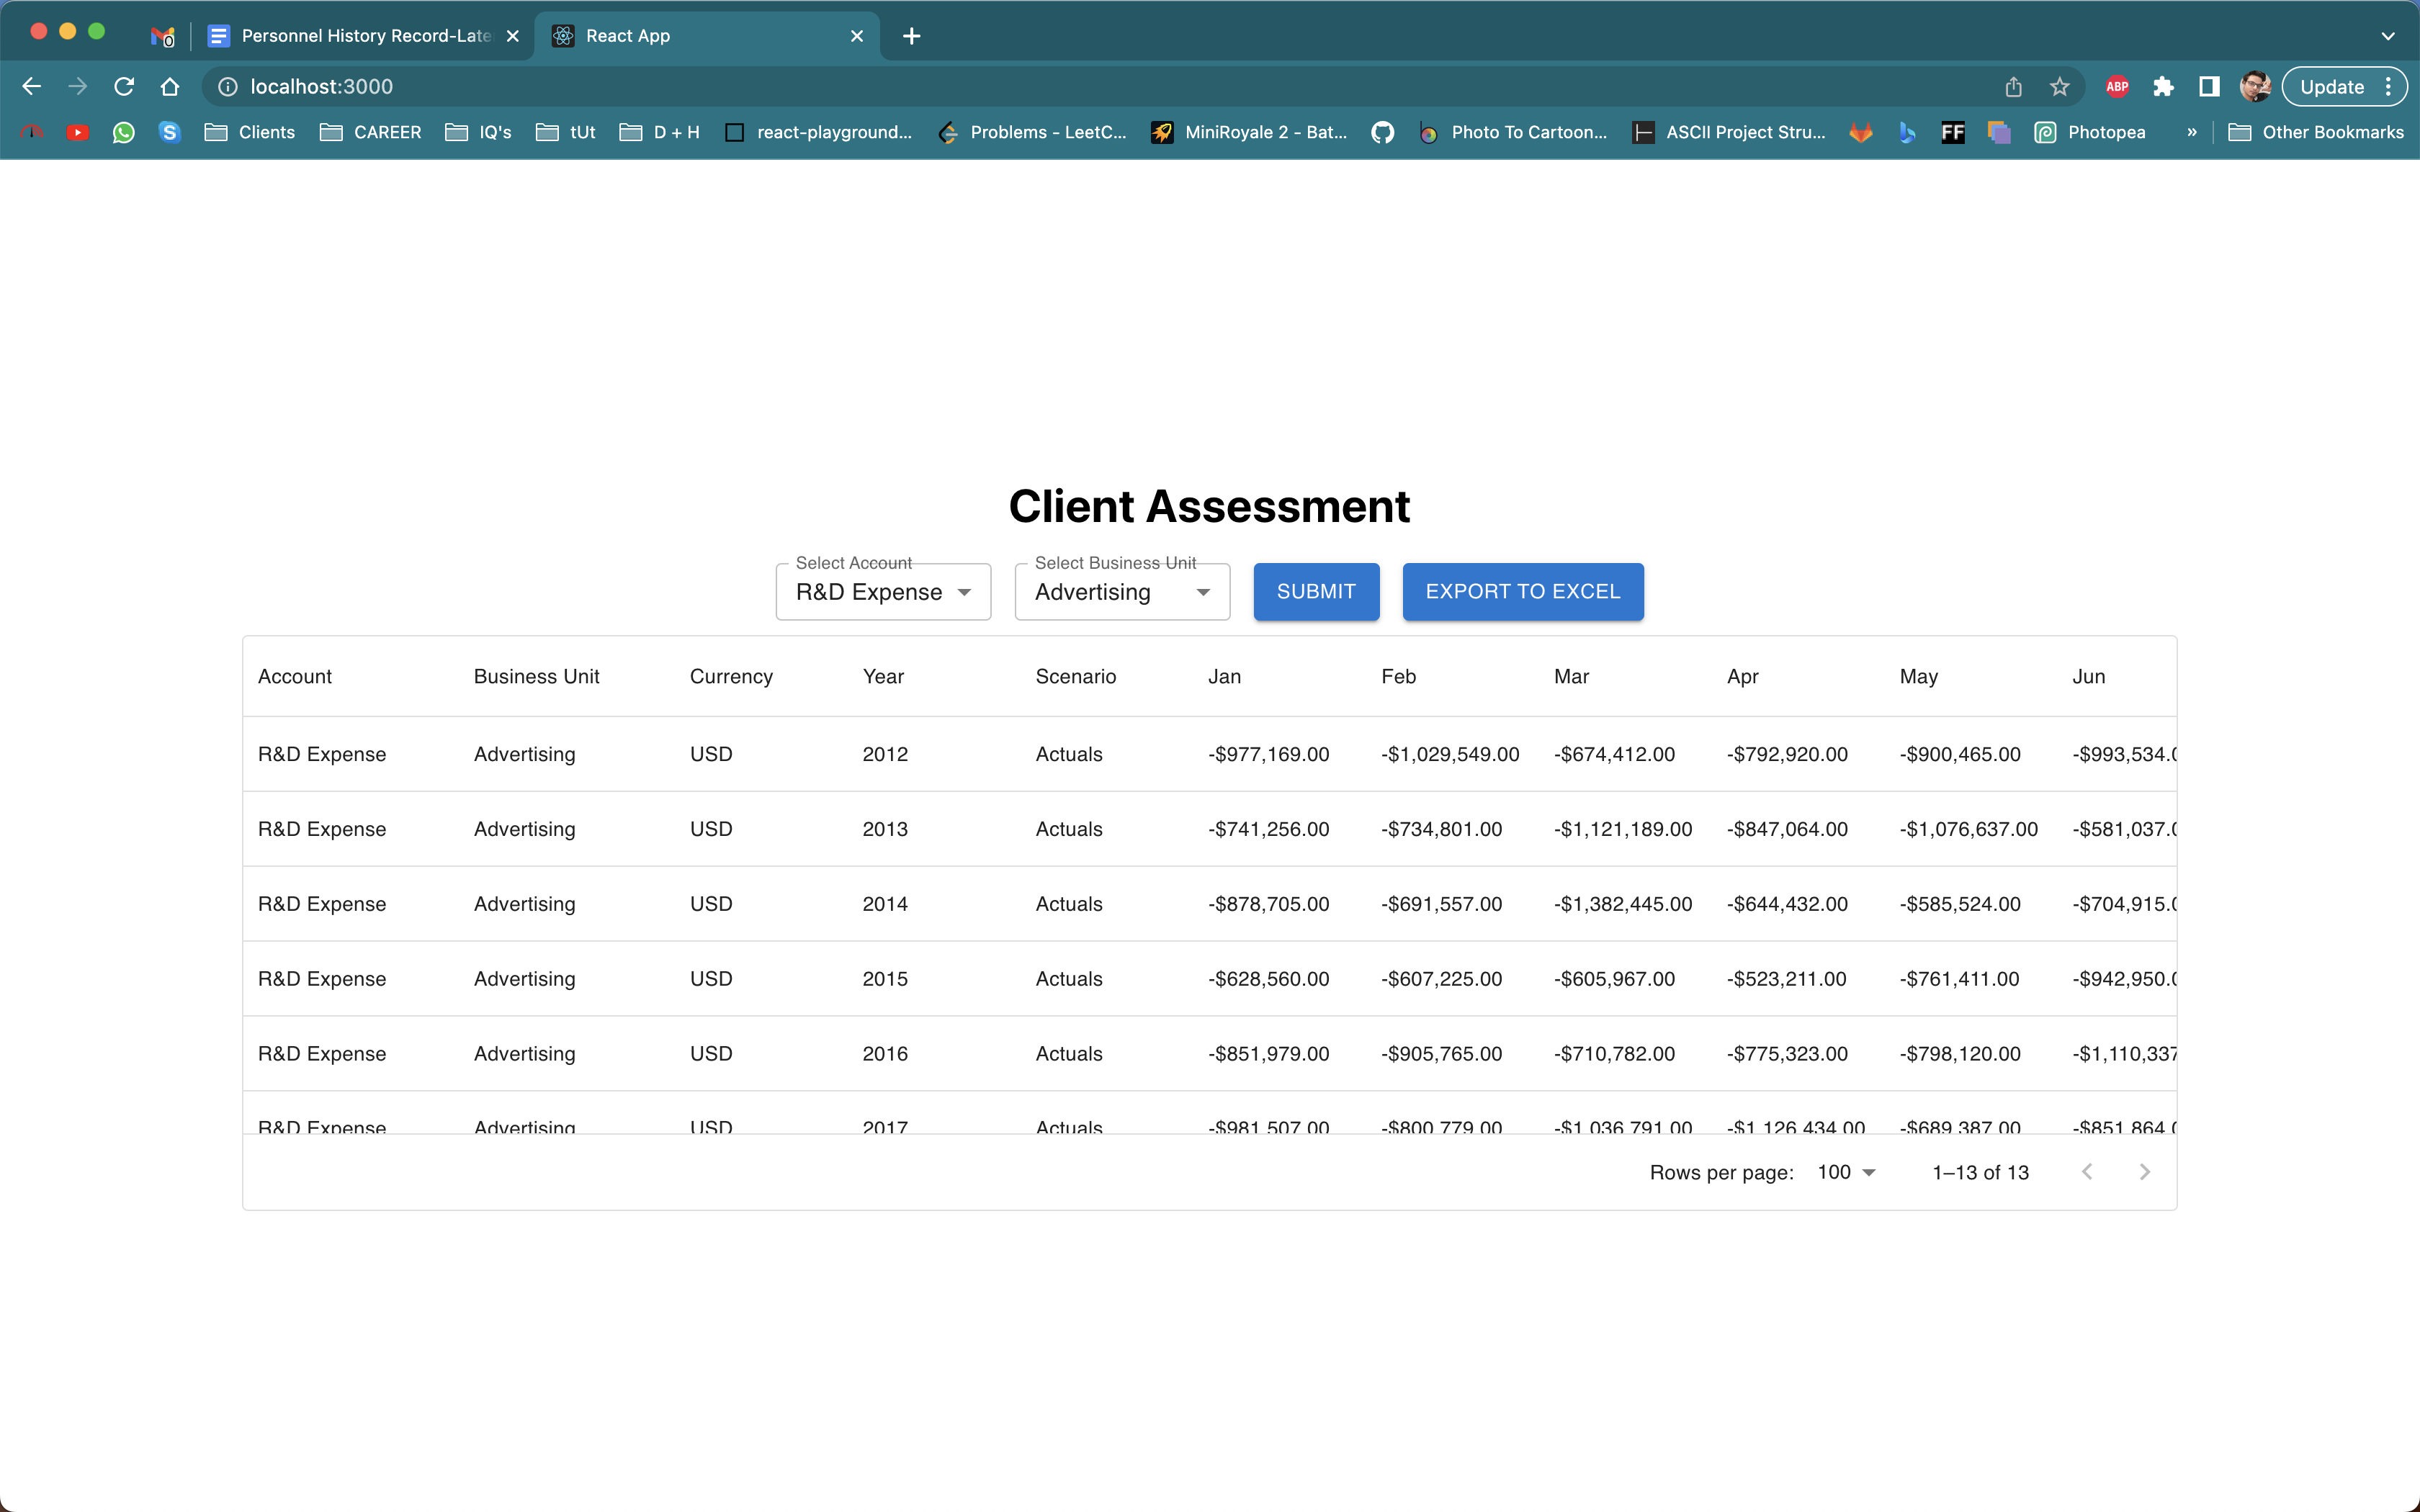 0 Personnel History Record-Late React App
localhost:3000 ABP Update
S Clients CAREER IQ's tUt D + H react-playground... Problems - LeetC... MiniRoyale 2 - Bat... Photo To Cartoon... ASCII Project Stru... FF Photopea » Other Bookmarks
Client Assessment
Select Account Select Business Unit
R&D Expense Advertising SUBMIT EXPORT TO EXCEL
Account Business Unit Currency Year Scenario Jan Feb Mar Apr May Jun
R&D Expense Advertising USD 2012 Actuals -$977,169.00 -$1,029,549.00 -$674,412.00 -$792,920.00 -$900,465.00 -$993,534.0
R&D Expense Advertising USD 2013 Actuals -$741,256.00 -$734,801.00 -$1,121,189.00 -$847,064.00 -$1,076,637.00 -$581,037.0
R&D Expense Advertising USD 2014 Actuals -$878,705.00 -$691,557.00 -$1,382,445.00 -$644,432.00 -$585,524.00 -$704,915.0
R&D Expense Advertising USD 2015 Actuals -$628,560.00 -$607,225.00 -$605,967.00 -$523,211.00 -$761,411.00 -$942,950.0
R&D Expense Advertising USD 2016 Actuals -$851,979.00 -$905,765.00 -$710,782.00 -$775,323.00 -$798,120.00 -$1,110,337
R&D Expense Advertising USD 2017 Actuals -$981,507.00 -$800,779.00 -$1,036,791.00 -$1,126,434.00 -$689,387.00 -$851,864.0
Rows per page: 100 1–13 of 13